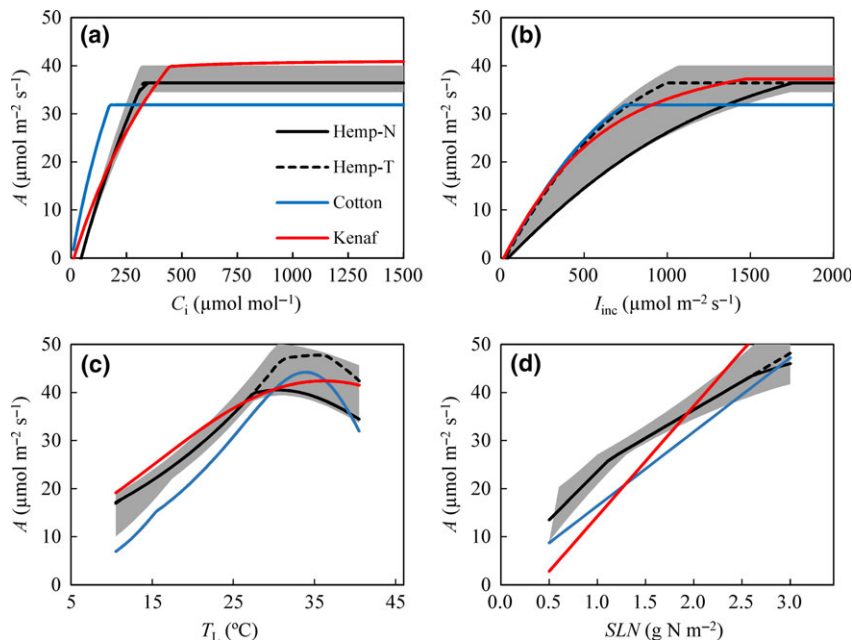 (a)
50
40
30
20
10
0
A (μmol m⁻² s⁻¹)
0 250 500 750 1000 1250 1500
Cᵢ (μmol mol⁻¹)
Hemp-N
Hemp-T
Cotton
Kenaf
(b)
50
40
30
20
10
0
A (μmol m⁻² s⁻¹)
0 500 1000 1500 2000
I_inc (μmol m⁻² s⁻¹)
(c)
50
40
30
20
10
0
A (μmol m⁻² s⁻¹)
5 15 25 35 45
T_L (ºC)
(d)
50
40
30
20
10
0
A (μmol m⁻² s⁻¹)
0.0 0.5 1.0 1.5 2.0 2.5 3.0
SLN (g N m⁻²)